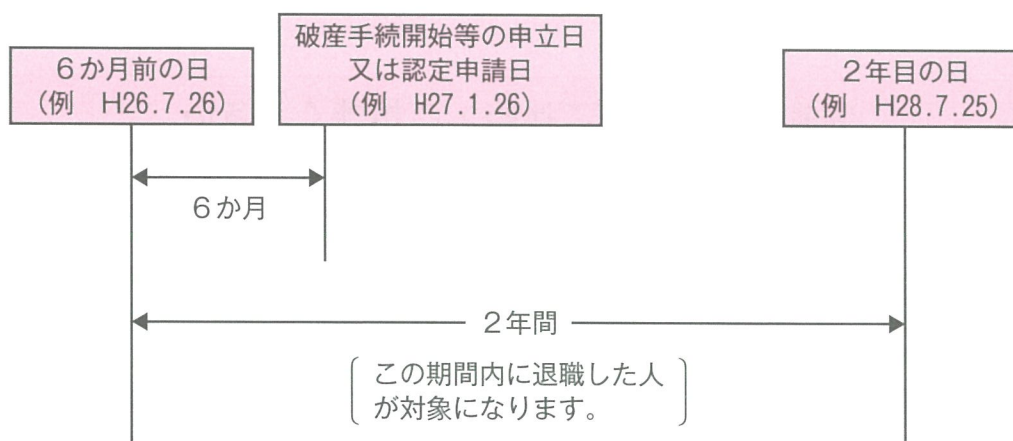 6か月前の日
(例　H26.7.26)
破産手続開始等の申立日
又は認定申請日
(例　H27.1.26)
2年目の日
(例　H28.7.25)
6か月
2年間
この期間内に退職した人
が対象になります。